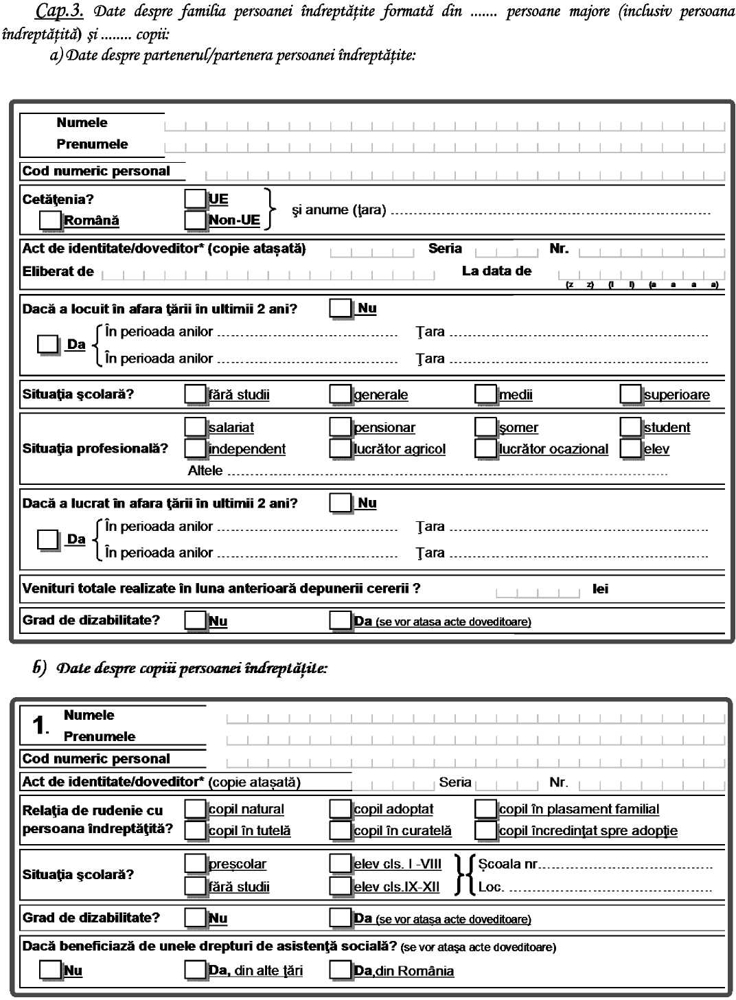 Cap.3. Date despre familia persoanei îndreptăţite formată din ....... persoane majore (inclusiv persoana
îndreptăţită) şi ........ copii:
a) Date despre partenerul/partenera persoanei îndreptăţite:
Numele
Prenumele
Cod numeric personal
Cetăţenia? UE
Română Non-UE şi anume (ţara) ................................................
Act de identitate/doveditor* (copie ataşată) Seria Nr.
Eliberat de La data de
(z z) (l l) (a a a a)
Dacă a locuit în afara ţării în ultimii 2 ani? Nu
Da În perioada anilor ............................ Ţara ........................................
În perioada anilor ............................ Ţara ........................................
Situaţia şcolară? fără studii generale medii superioare
salariat pensionar şomer student
Situaţia profesională? independent lucrător agricol lucrător ocazional elev
Altele ....................................................................
Dacă a lucrat în afara ţării în ultimii 2 ani? Nu
Da În perioada anilor ............................ Ţara ........................................
În perioada anilor ............................ Ţara ........................................
Venituri totale realizate în luna anterioară depunerii cererii ? lei
Grad de dizabilitate? Nu Da (se vor atasa acte doveditoare)
b) Date despre copiii persoanei îndreptăţite:
1. Numele
Prenumele
Cod numeric personal
Act de identitate/doveditor* (copie ataşată) Seria Nr.
Relaţia de rudenie cu persoana îndreptăţită? copil natural copil adoptat copil în plasament familial
copil în tutelă copil în curatelă copil încredinţat spre adopţie
Situaţia şcolară? preşcolar elev cls. I -VIII Şcoala nr...........................
fără studii elev cls.IX-XII Loc. ...............................
Grad de dizabilitate? Nu Da (se vor ataşa acte doveditoare)
Dacă beneficiază de unele drepturi de asistenţă socială? (se vor ataşa acte doveditoare)
Nu Da, din alte ţări Da,din România